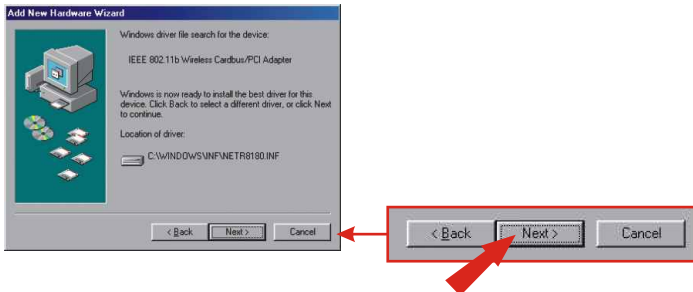 Add New Hardware Wizard
Windows driver file search for the device:
IEEE 802.11b Wireless Cardbus/PCI Adapter
Windows is now ready to install the best driver for this
device. Click Back to select a different driver, or click Next
to continue.
Location of driver:
C:\WINDOWS\INF\NETR8180.INF
< Back Next > Cancel
< Back Next > Cancel